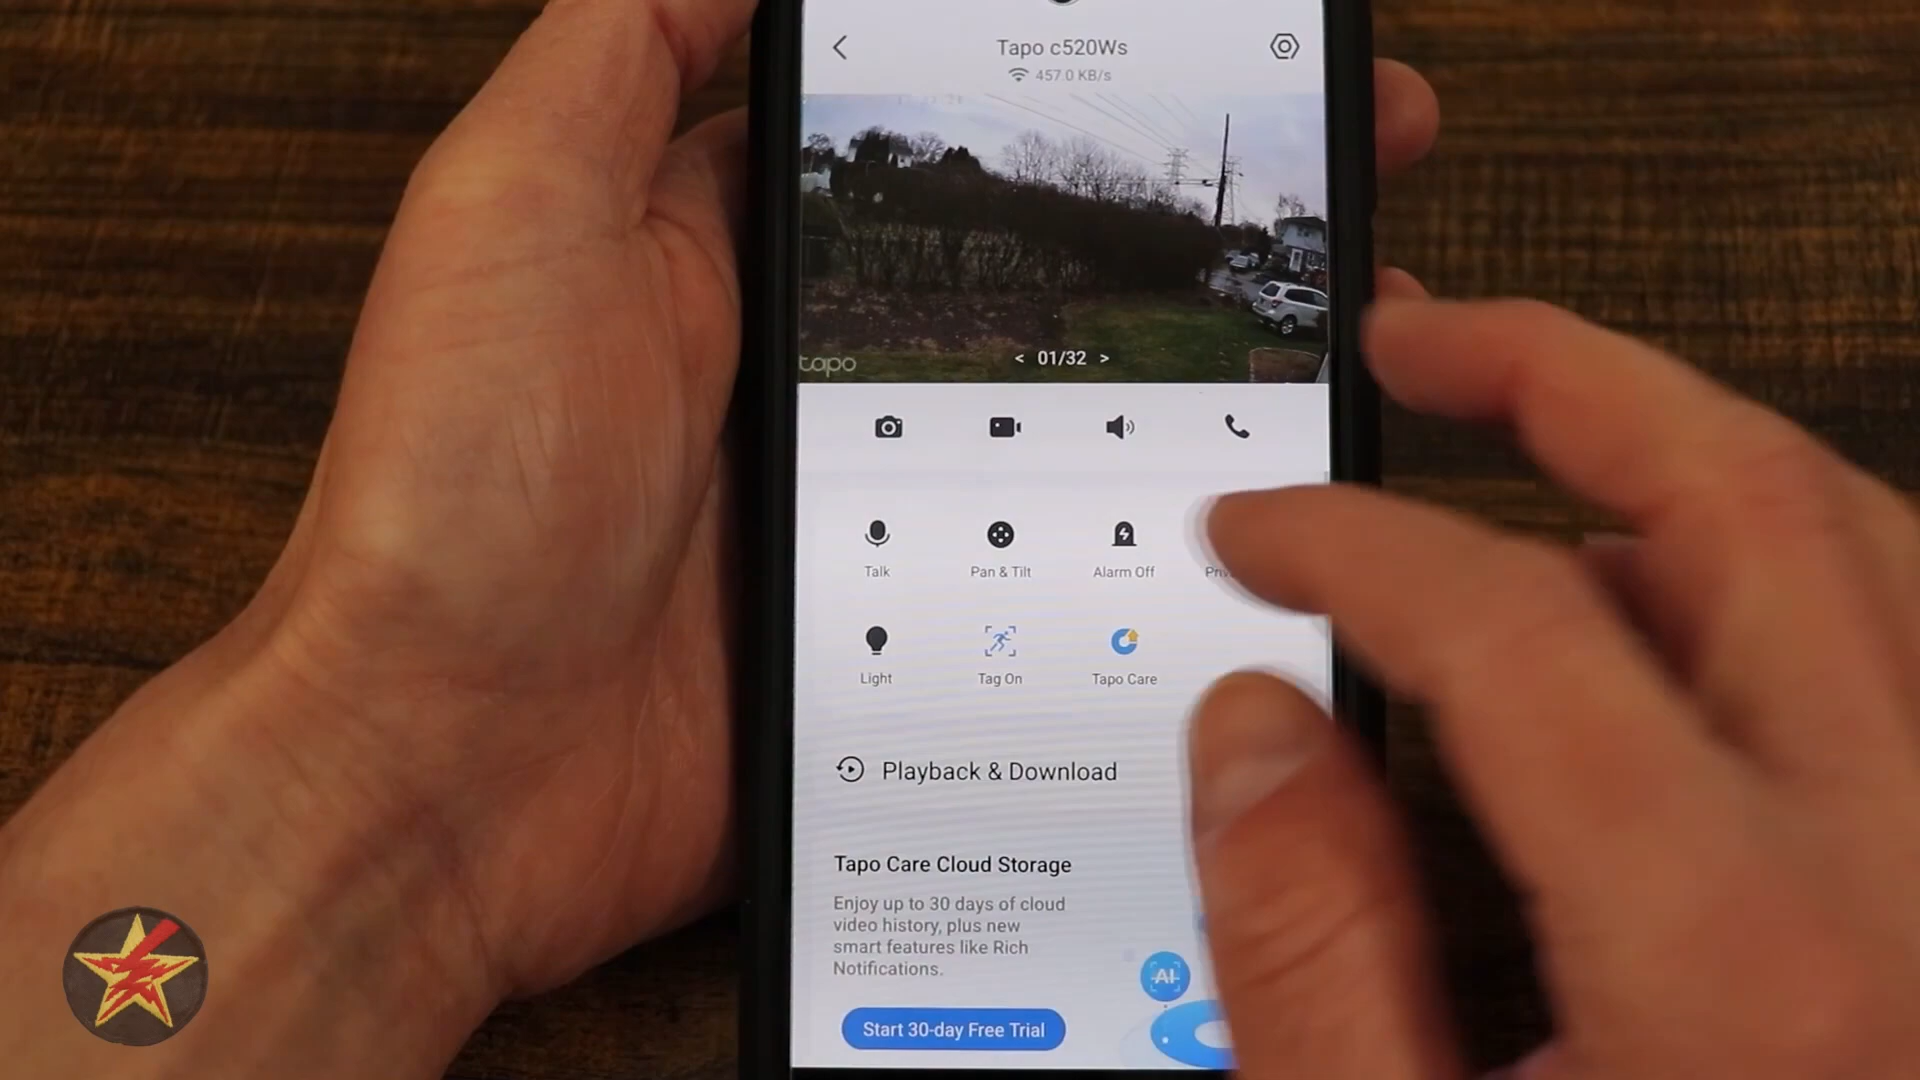 Tapo c520Ws
457.0 KB/s
tapo
< 01/32 >
Talk
Pan & Tilt
Alarm Off
Light
Tag On
Tapo Care
Playback & Download
Tapo Care Cloud Storage
Enjoy up to 30 days of cloud
video history, plus new
smart features like Rich
Notifications.
AI
Start 30-day Free Trial